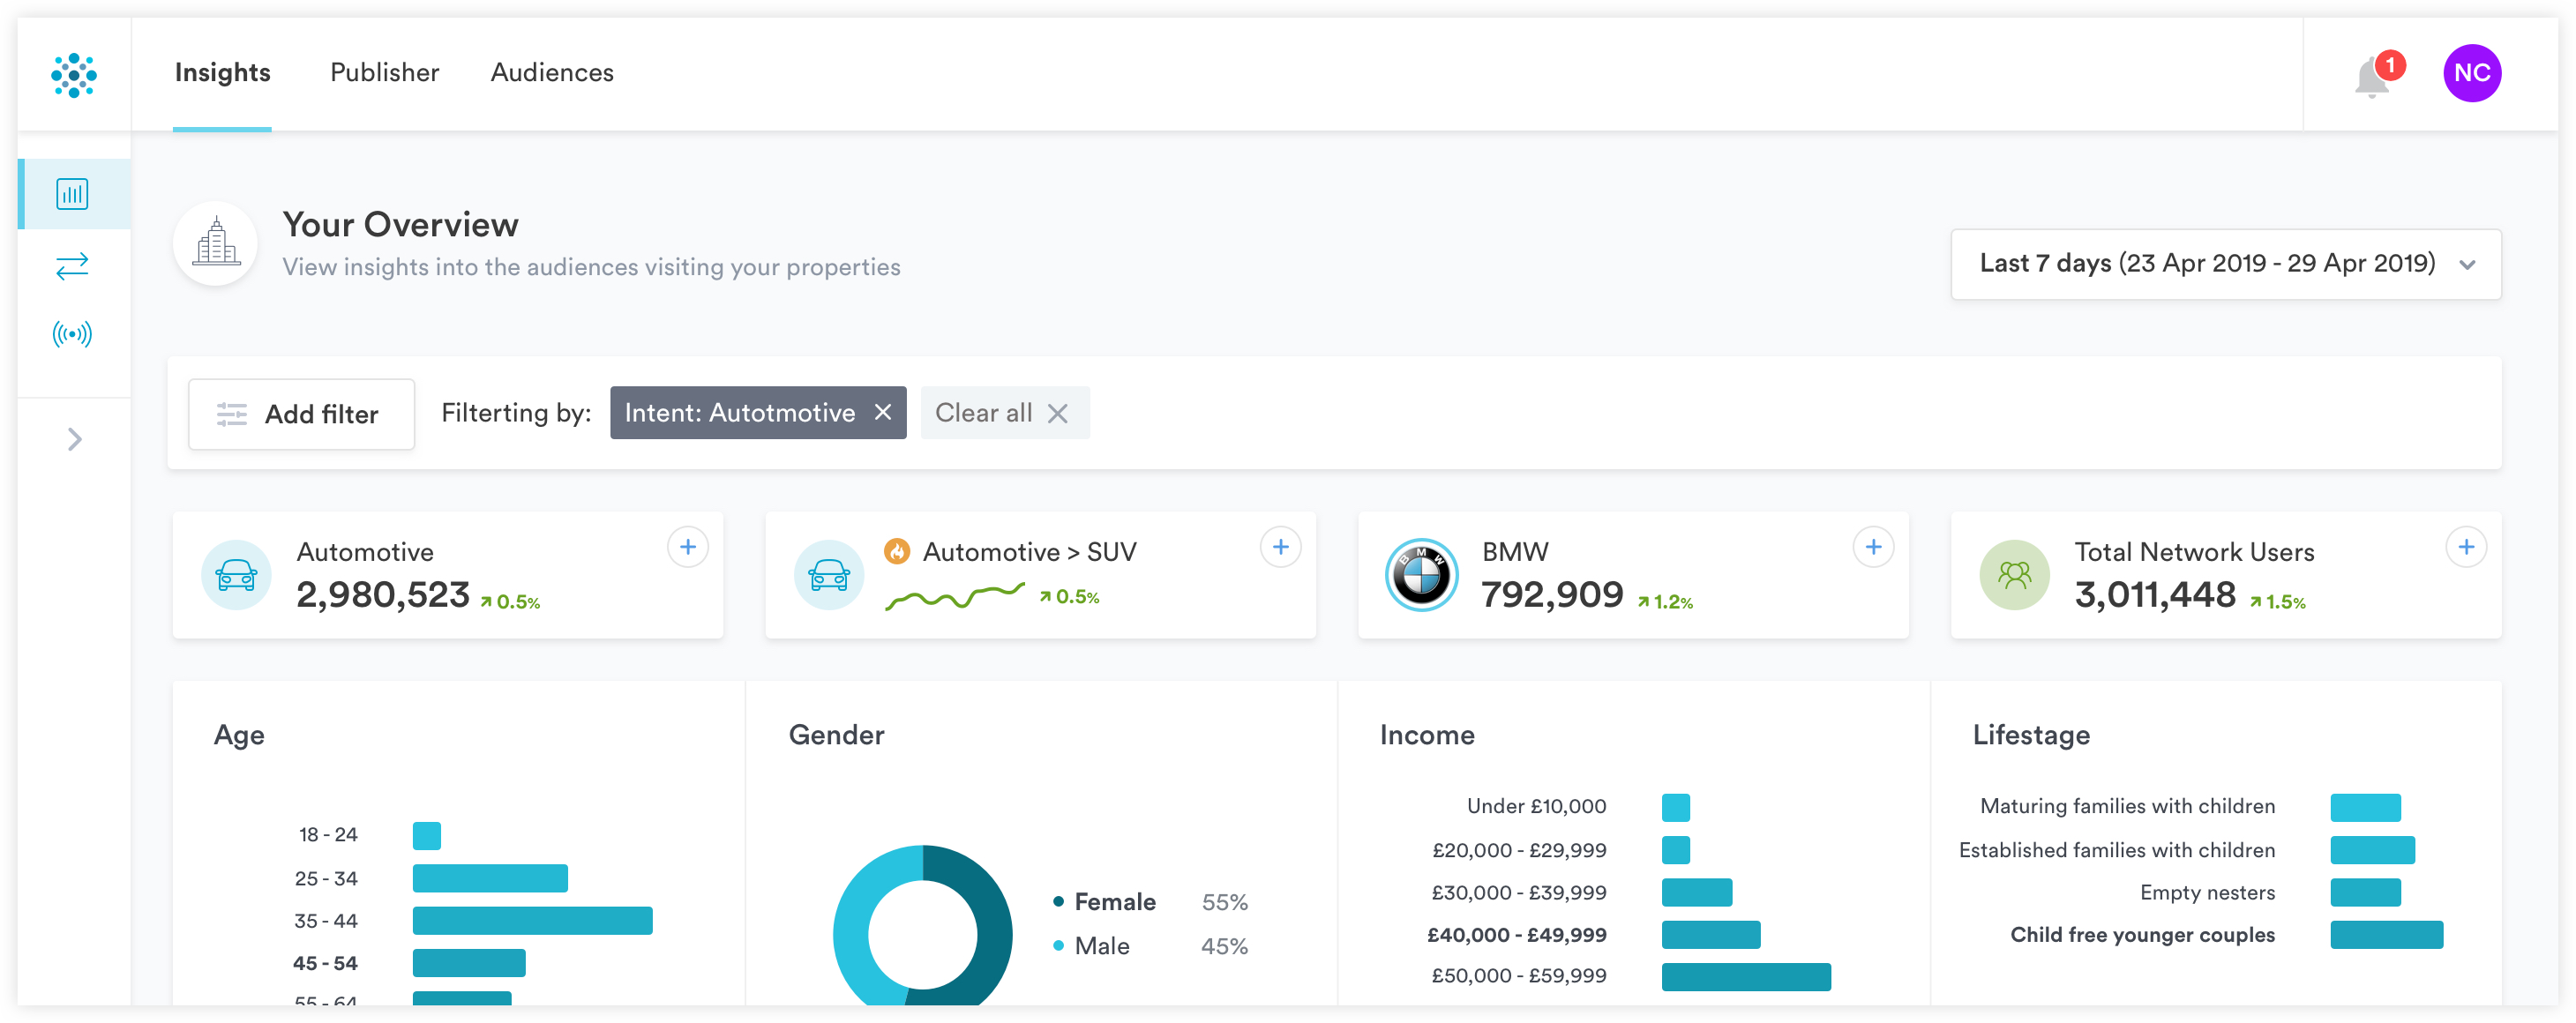 Insights
Publisher
Audiences
1
NC
Your Overview
View insights into the audiences visiting your properties
Last 7 days (23 Apr 2019 - 29 Apr 2019)
Add filter
Filterting by:
Intent: Autotmotive
Clear all
Automotive
2,980,523 0.5%
Automotive > SUV
0.5%
BMW
BMW
792,909 1.2%
Total Network Users
3,011,448 1.5%
Age
18 - 24
25 - 34
35 - 44
45 - 54
55 - 64
Gender
Female 55%
Male 45%
Income
Under £10,000
£20,000 - £29,999
£30,000 - £39,999
£40,000 - £49,999
£50,000 - £59,999
Lifestage
Maturing families with children
Established families with children
Empty nesters
Child free younger couples